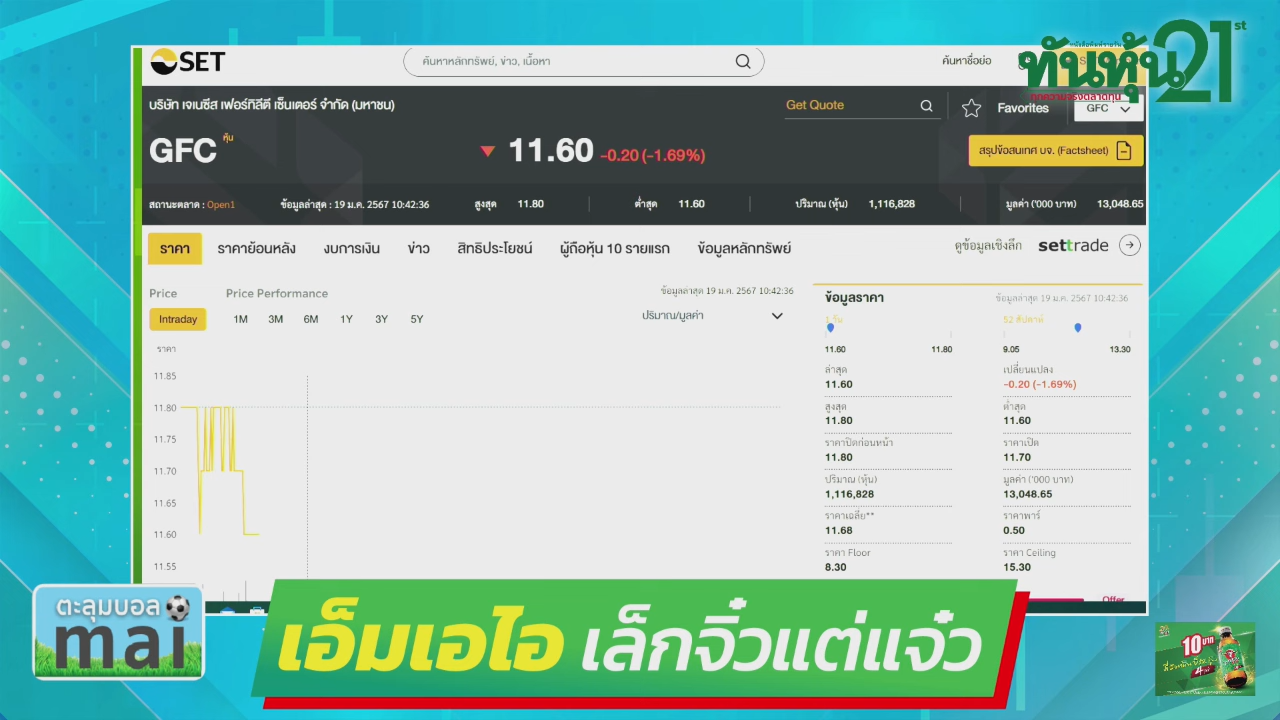 SET
ค้นหาหลักทรัพย์, ข่าว, เนื้อหา
ค้นหาชื่อย่อ
ทันหุ้น 21st
บริษัท เจเนซีส เฟอร์ทิลีตี้ เซ็นเตอร์ จำกัด (มหาชน)
Get Quote
Favorites
GFC
GFC หุ้น
11.60 -0.20 (-1.69%)
สรุปข้อสนเทศ บจ. (Factsheet)
สถานะตลาด : Open1
ข้อมูลล่าสุด : 19 ม.ค. 2567 10:42:36
สูงสุด 11.80
ต่ำสุด 11.60
ปริมาณ (หุ้น) 1,116,828
มูลค่า ('000 บาท) 13,048.65
ราคา ราคาย้อนหลัง งบการเงิน ข่าว สิทธิประโยชน์ ผู้ถือหุ้น 10 รายแรก ข้อมูลหลักทรัพย์
ดูข้อมูลเชิงลึก settrade
Price Price Performance
ข้อมูลล่าสุด 19 ม.ค. 2567 10:42:36
Intraday 1M 3M 6M 1Y 3Y 5Y
ปริมาณ/มูลค่า
ราคา
11.85
11.80
11.75
11.70
11.65
11.60
11.55
ข้อมูลราคา
ข้อมูลล่าสุด 19 ม.ค. 2567 10:42:36
1 วัน 52 สัปดาห์
11.60 11.80 9.05 13.30
ล่าสุด เปลี่ยนแปลง
11.60 -0.20 (-1.69%)
สูงสุด ต่ำสุด
11.80 11.60
ราคาปิดก่อนหน้า ราคาเปิด
11.80 11.70
ปริมาณ (หุ้น) มูลค่า ('000 บาท)
1,116,828 13,048.65
ราคาเฉลี่ย** ราคาพาร์
11.68 0.50
ราคา Floor ราคา Ceiling
8.30 15.30
Offer
ตะลุมบอล
mai
เอ็มเอไอ เล็กจิ๋วแต่แจ๋ว
10 บาท